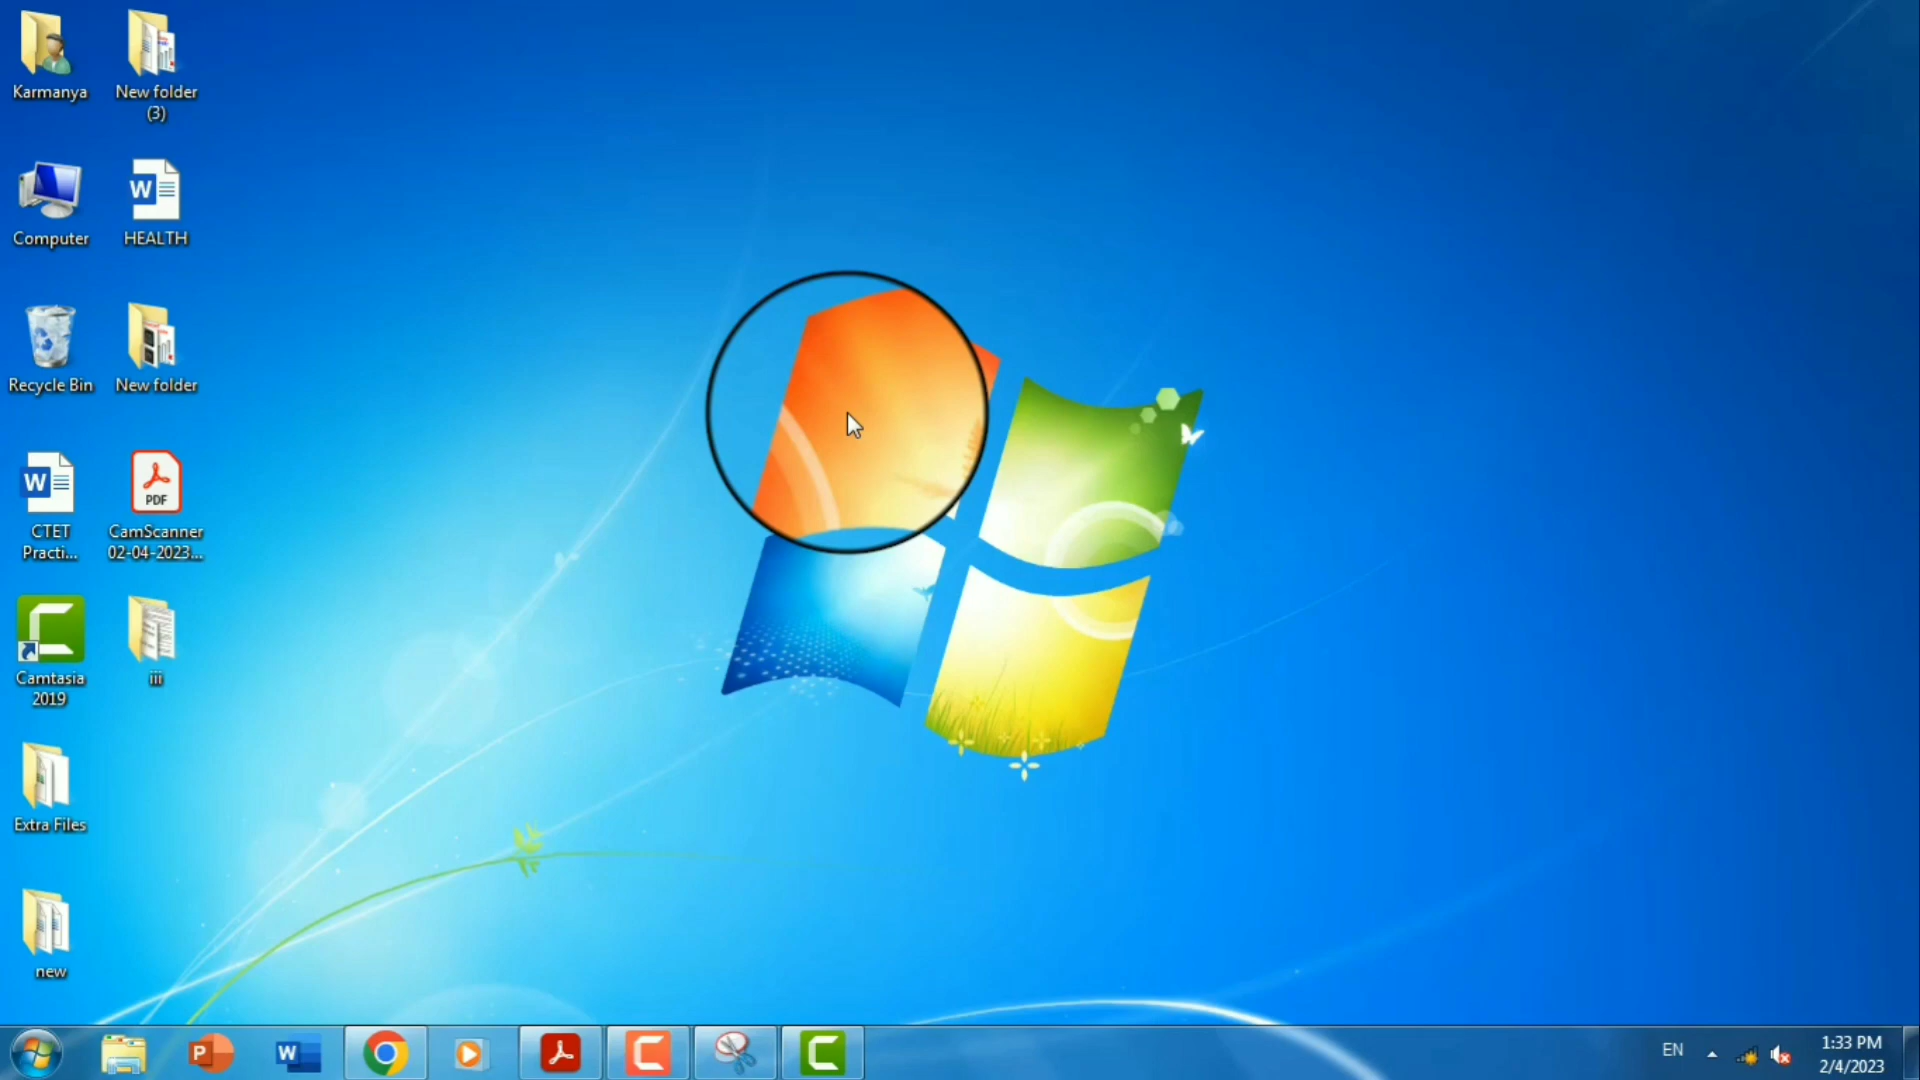 Karmanya
New folder
(3)
Computer
W
HEALTH
Recycle Bin
New folder
W
CTET
Practi...
PDF
CamScanner
02-04-2023...
Camtasia
2019
iii
Extra Files
new
P
W
EN
1:33 PM
2/4/2023